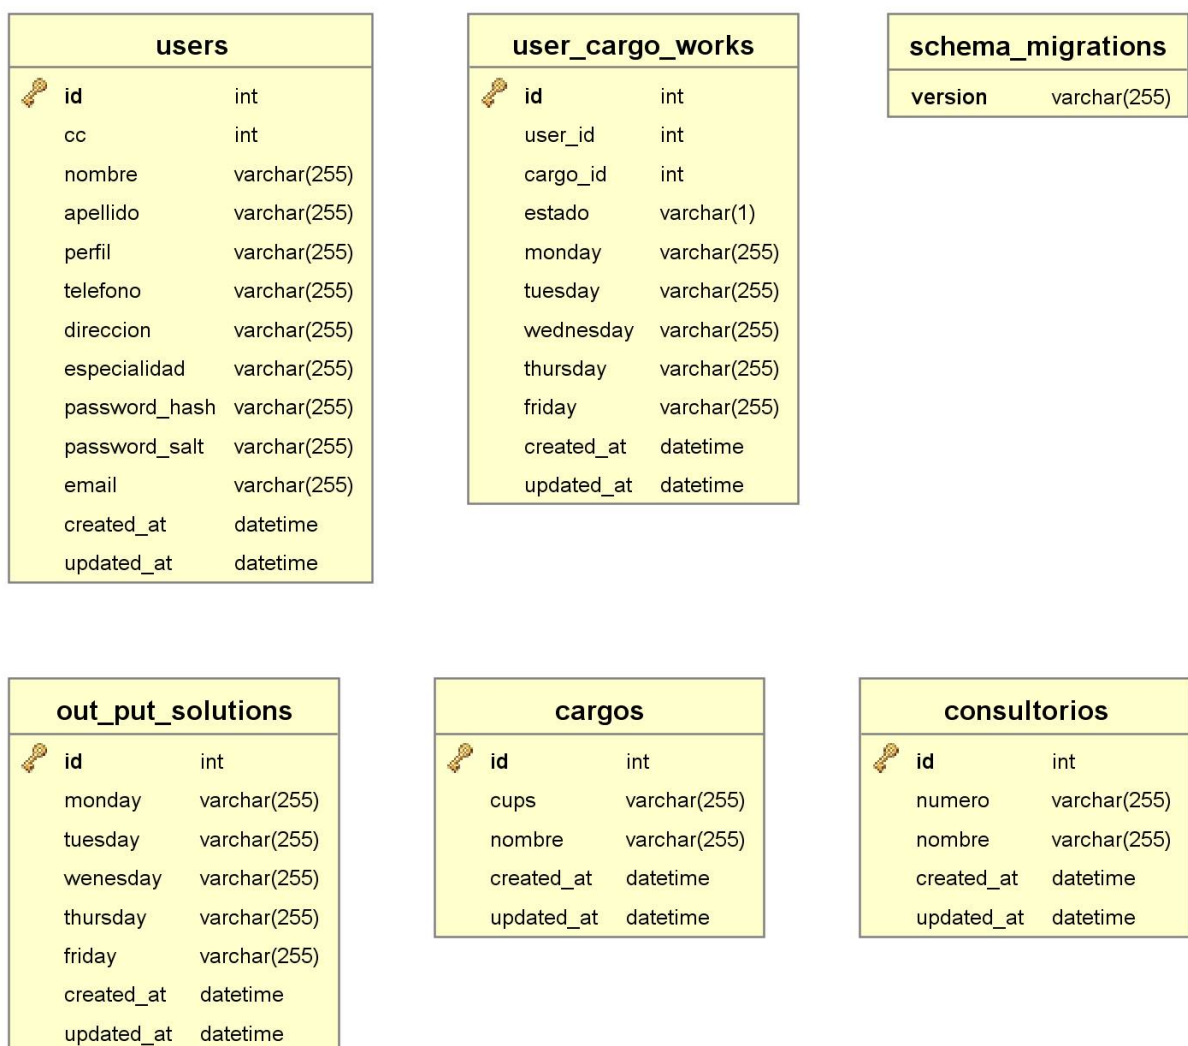 users
id int
cc int
nombre varchar(255)
apellido varchar(255)
perfil varchar(255)
telefono varchar(255)
direccion varchar(255)
especialidad varchar(255)
password_hash varchar(255)
password_salt varchar(255)
email varchar(255)
created_at datetime
updated_at datetime
user_cargo_works
id int
user_id int
cargo_id int
estado varchar(1)
monday varchar(255)
tuesday varchar(255)
wednesday varchar(255)
thursday varchar(255)
friday varchar(255)
created_at datetime
updated_at datetime
schema_migrations
version varchar(255)
out_put_solutions
id int
monday varchar(255)
tuesday varchar(255)
wenesday varchar(255)
thursday varchar(255)
friday varchar(255)
created_at datetime
updated_at datetime
cargos
id int
cups varchar(255)
nombre varchar(255)
created_at datetime
updated_at datetime
consultorios
id int
numero varchar(255)
nombre varchar(255)
created_at datetime
updated_at datetime